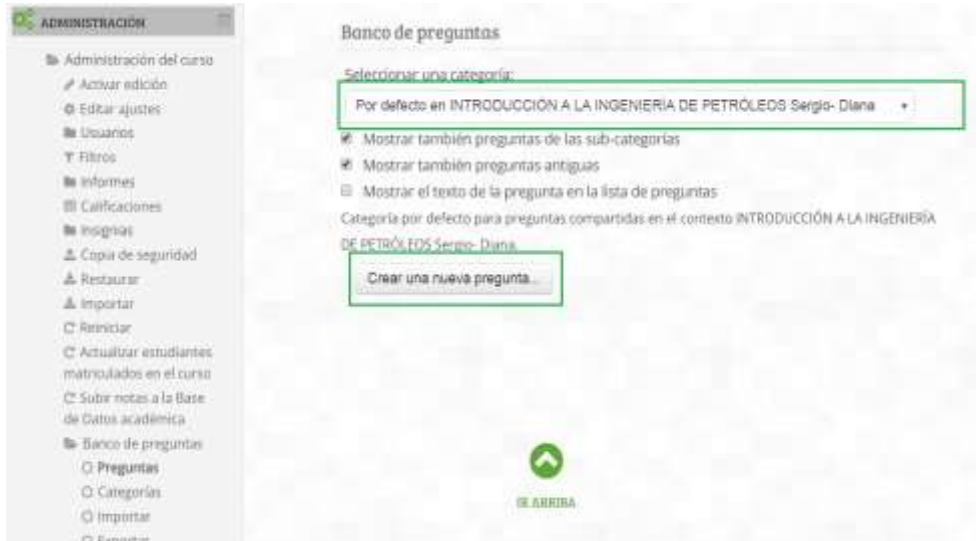 ADMINISTRACIÓN
Administración del curso
Activar edición
Editar ajustes
Usuarios
Filtros
Informes
Calificaciones
Insignias
Copia de seguridad
Restaurar
Importar
Reiniciar
Actualizar estudiantes
matriculados en el curso
Subir notas a la Base
de Datos académica
Banco de preguntas
Preguntas
Categorías
Importar
Exportar
Banco de preguntas
Seleccionar una categoría:
Por defecto en INTRODUCCIÓN A LA INGENIERÍA DE PETRÓLEOS Sergio- Diana
Mostrar también preguntas de las sub-categorías
Mostrar también preguntas antiguas
Mostrar el texto de la pregunta en la lista de preguntas
Categoría por defecto para preguntas compartidas en el contexto INTRODUCCIÓN A LA INGENIERÍA
DE PETRÓLEOS Sergio- Diana.
Crear una nueva pregunta...
IR ARRIBA